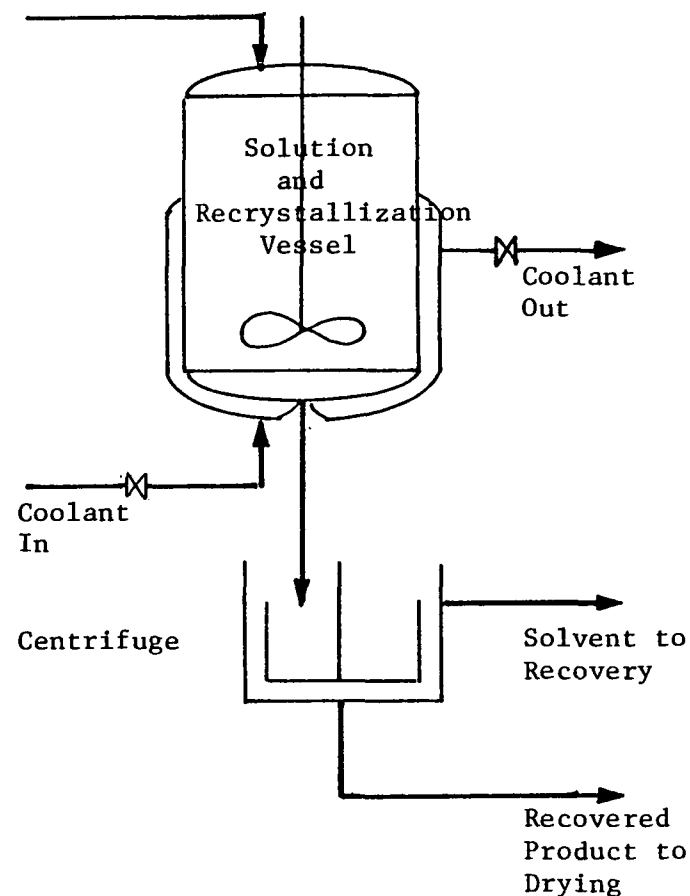 Solution
and
Recrystallization
Vessel
Coolant
Out
Coolant
In
Centrifuge
Solvent to
Recovery
Recovered
Product to
Drying